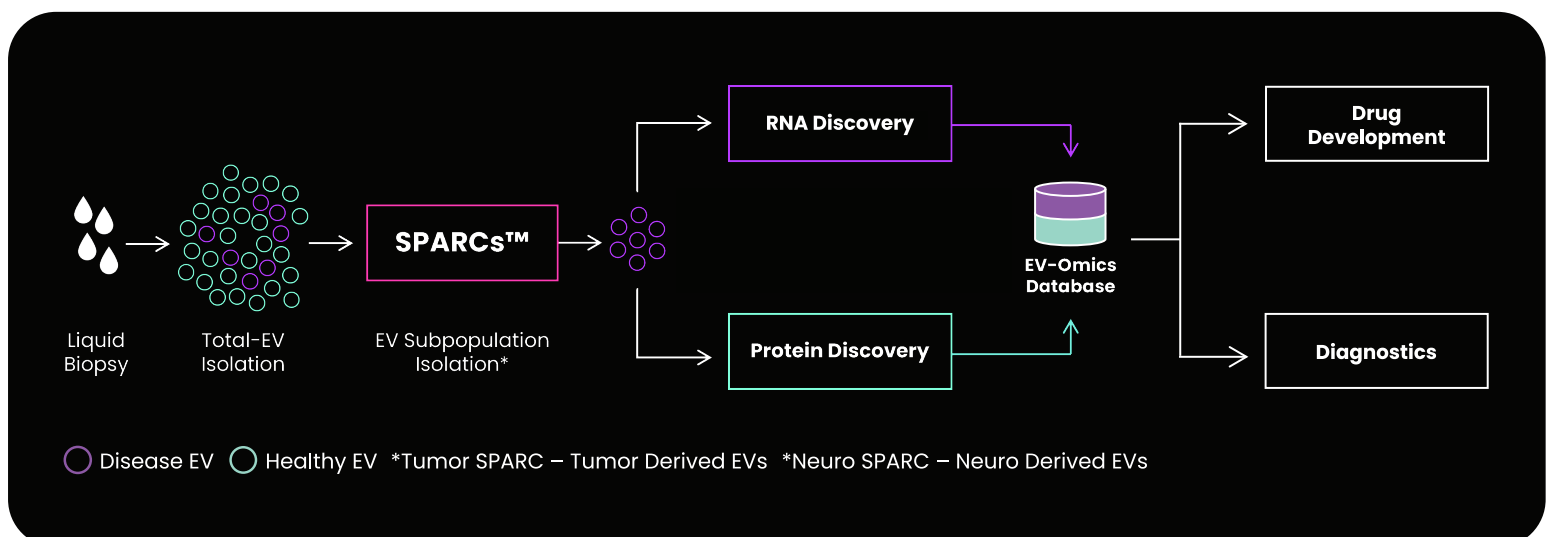 RNA Discovery
Drug
Development
SPARCs™
EV-Omics
Database
Liquid
Biopsy
Total-EV
Isolation
EV Subpopulation
Isolation*
Protein Discovery
Diagnostics
Disease EV
Healthy EV
*Tumor SPARC – Tumor Derived EVs
*Neuro SPARC – Neuro Derived EVs